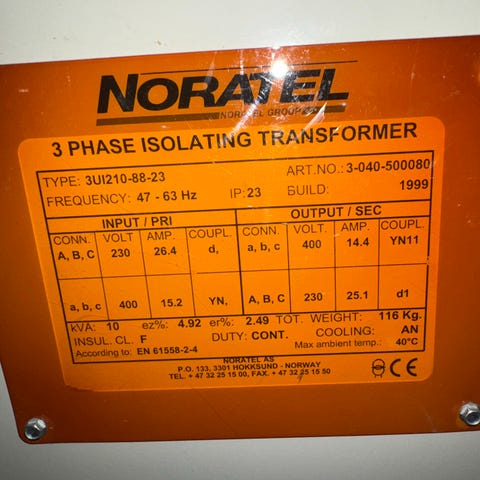 NORATEL
NORATEL GROUP
3 PHASE ISOLATING TRANSFORMER
TYPE: 3UI210-88-23 ART.NO.: 3-040-500080
FREQUENCY: 47 - 63 Hz IP: 23 BUILD: 1999
INPUT / PRI OUTPUT / SEC
CONN. VOLT AMP. COUPL. CONN. VOLT. AMP. COUPL.
A, B, C 230 26.4 d, a, b, c 400 14.4 YN11
a, b, c 400 15.2 YN, A, B, C 230 25.1 d1
kVA: 10 ez%: 4.92 er%: 2.49 TOT. WEIGHT: 116 Kg.
INSUL. CL. F DUTY: CONT. COOLING: AN
According to: EN 61558-2-4 Max ambient temp.: 40°C
NORATEL AS
P.O. 133, 3301 HOKKSUND - NORWAY
TEL. + 47 32 25 15 00, FAX. + 47 32 25 15 50
CE